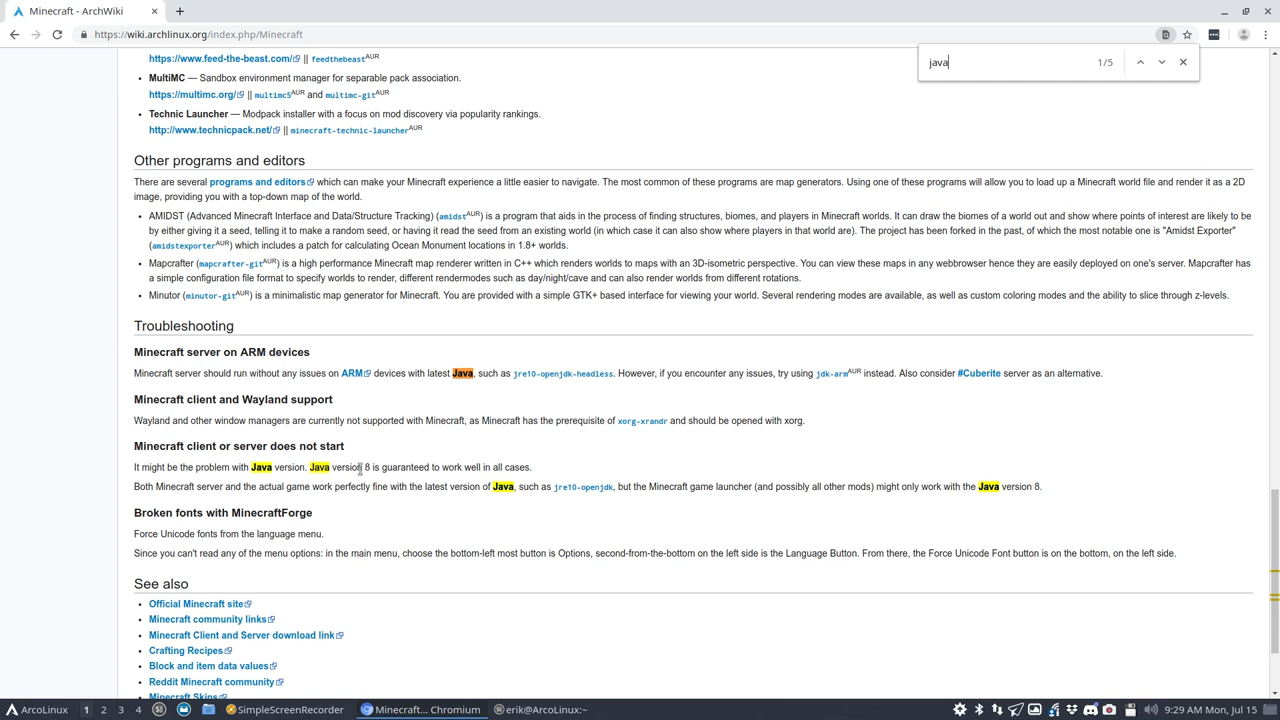 Minecraft - ArchWiki
https://wiki.archlinux.org/index.php/Minecraft
java
1/5
https://www.feed-the-beast.com/ || feedthebeastAUR
• MultiMC — Sandbox environment manager for separate pack association.
https://multimc.org/ || multimc5AUR and multimc-gitAUR
• Technic Launcher — Modpack installer with a focus on mod discovery via popularity rankings.
http://www.technicpack.net/ || minecraft-technic-launcherAUR
Other programs and editors
There are several programs and editors which can make your Minecraft experience a little easier to navigate. The most common of these programs are map generators. Using one of these programs will allow you to load up a Minecraft world file and render it as a 2D
image, providing you with a top-down map of the world.
• AMIDST (Advanced Minecraft Interface and Data/Structure Tracking) (amidstAUR) is a program that aids in the process of finding structures, biomes, and players in Minecraft worlds. It can draw the biomes of a world out and show where points of interest are likely to be
by either giving it a seed, telling it to make a random seed, or having it read the seed from an existing world (in which case it can also show where players in that world are). The project has been forked in the past, of which the most notable one is "Amidst Exporter"
(amidstexporterAUR) which includes a patch for calculating Ocean Monument locations in 1.8+ worlds.
• Mapcrafter (mapcrafter-gitAUR) is a high performance Minecraft map renderer written in C++ which renders worlds to maps with an 3D-isometric perspective. You can view these maps in any webbrowser hence they are easily deployed on one's server. Mapcrafter has
a simple configuration file format to specify worlds to render, different rendermodes such as day/night/cave and can also render worlds from different rotations.
• Minutor (minutor-gitAUR) is a minimalistic map generator for Minecraft. You are provided with a simple GTK+ based interface for viewing your world. Several rendering modes are available, as well as custom coloring modes and the ability to slice through z-levels.
Troubleshooting
Minecraft server on ARM devices
Minecraft server should run without any issues on ARM devices with latest Java, such as jre10-openjdk-headless. However, if you encounter any issues, try using jdk-armAUR instead. Also consider #Cuberite server as an alternative.
Minecraft client and Wayland support
Wayland and other window managers are currently not supported with Minecraft, as Minecraft has the prerequisite of xorg-xrandr and should be opened with xorg.
Minecraft client or server does not start
It might be the problem with Java version. Java version 8 is guaranteed to work well in all cases.
Both Minecraft server and the actual game work perfectly fine with the latest version of Java, such as jre10-openjdk, but the Minecraft game launcher (and possibly all other mods) might only work with the Java version 8.
Broken fonts with MinecraftForge
Force Unicode fonts from the language menu.
Since you can't read any of the menu options: in the main menu, choose the bottom-left most button is Options, second-from-the-bottom on the left side is the Language Button. From there, the Force Unicode Font button is on the bottom, on the left side.
See also
• Official Minecraft site
• Minecraft community links
• Minecraft Client and Server download link
• Crafting Recipes
• Block and item data values
• Reddit Minecraft community
• Minecraft Skins
ArcoLinux 1 2 3 4 SimpleScreenRecorder Minecraft... Chromium erik@ArcoLinux:~ 9:29 AM Mon, Jul 15